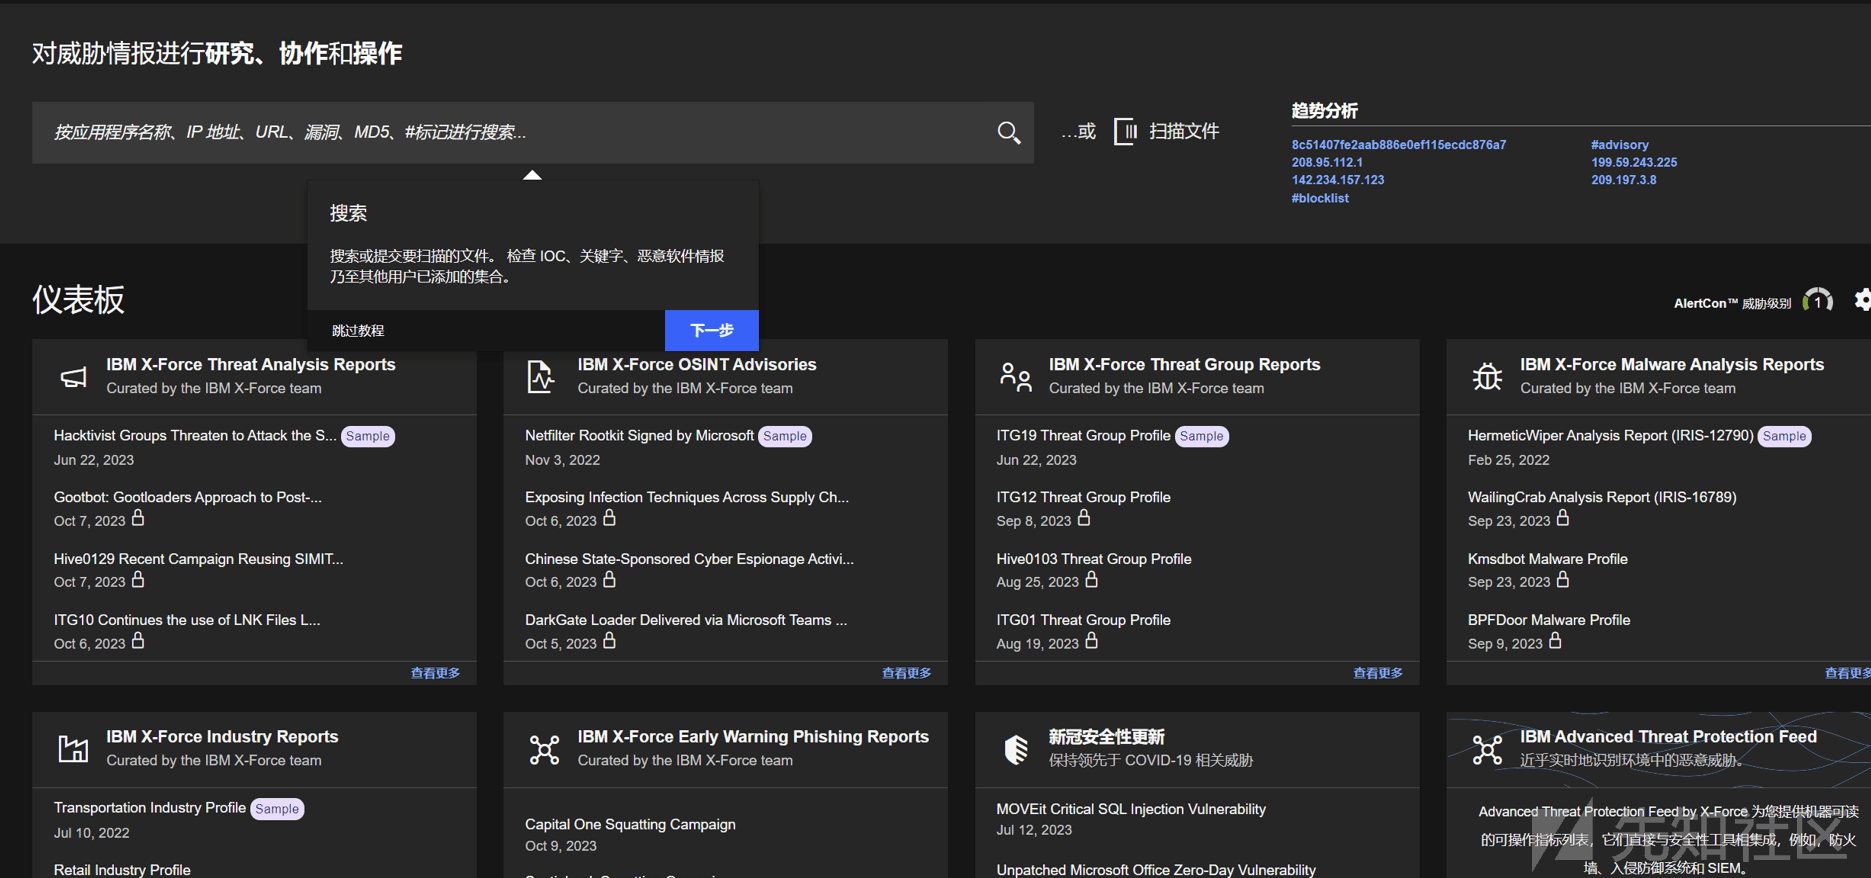 对威胁情报进行研究、协作和操作
按应用程序名称、IP 地址、URL、漏洞、MD5、#标记进行搜索...
...或 扫描文件
趋势分析
8c51407fe2aab886e0ef115ecdc876a7
208.95.112.1
142.234.157.123
#blocklist
#advisory
199.59.243.225
209.197.3.8
搜索
搜索或提交要扫描的文件。 检查 IOC、关键字、恶意软件情报
乃至其他用户已添加的集合。
跳过教程 下一步
仪表板
AlertCon™ 威胁级别 1
IBM X-Force Threat Analysis Reports
Curated by the IBM X-Force team
Hacktivist Groups Threaten to Attack the S... Sample
Jun 22, 2023
Gootbot: Gootloaders Approach to Post-...
Oct 7, 2023
Hive0129 Recent Campaign Reusing SIMIT...
Oct 7, 2023
ITG10 Continues the use of LNK Files L...
Oct 6, 2023
查看更多
IBM X-Force OSINT Advisories
Curated by the IBM X-Force team
Netfilter Rootkit Signed by Microsoft Sample
Nov 3, 2022
Exposing Infection Techniques Across Supply Ch...
Oct 6, 2023
Chinese State-Sponsored Cyber Espionage Activi...
Oct 6, 2023
DarkGate Loader Delivered via Microsoft Teams ...
Oct 5, 2023
查看更多
IBM X-Force Threat Group Reports
Curated by the IBM X-Force team
ITG19 Threat Group Profile Sample
Jun 22, 2023
ITG12 Threat Group Profile
Sep 8, 2023
Hive0103 Threat Group Profile
Aug 25, 2023
ITG01 Threat Group Profile
Aug 19, 2023
查看更多
IBM X-Force Malware Analysis Reports
Curated by the IBM X-Force team
HermeticWiper Analysis Report (IRIS-12790) Sample
Feb 25, 2022
WailingCrab Analysis Report (IRIS-16789)
Sep 23, 2023
Kmsdbot Malware Profile
Sep 23, 2023
BPFDoor Malware Profile
Sep 9, 2023
查看更多
IBM X-Force Industry Reports
Curated by the IBM X-Force team
Transportation Industry Profile Sample
Jul 10, 2022
Retail Industry Profile
IBM X-Force Early Warning Phishing Reports
Curated by the IBM X-Force team
Capital One Squatting Campaign
Oct 9, 2023
新冠安全性更新
保持领先于 COVID-19 相关威胁
MOVEit Critical SQL Injection Vulnerability
Jul 12, 2023
Unpatched Microsoft Office Zero-Day Vulnerability
IBM Advanced Threat Protection Feed
近乎实时地识别环境中的恶意威胁。
Advanced Threat Protection Feed by X-Force 为您提供机器可读
的可操作指标列表，它们直接与安全性工具相集成，例如，防火
墙、入侵防御系统和 SIEM。
先知社区